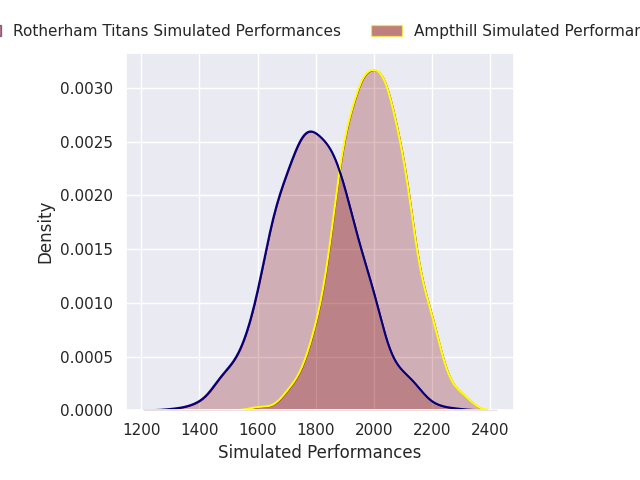 Rotherham Titans Simulated Performances
Ampthill Simulated Performan
0.0030
0.0025
0.0020
0.0015
0.0010
0.0005
0.0000
Density
1200 1400 1600 1800 2000 2200 2400
Simulated Performances